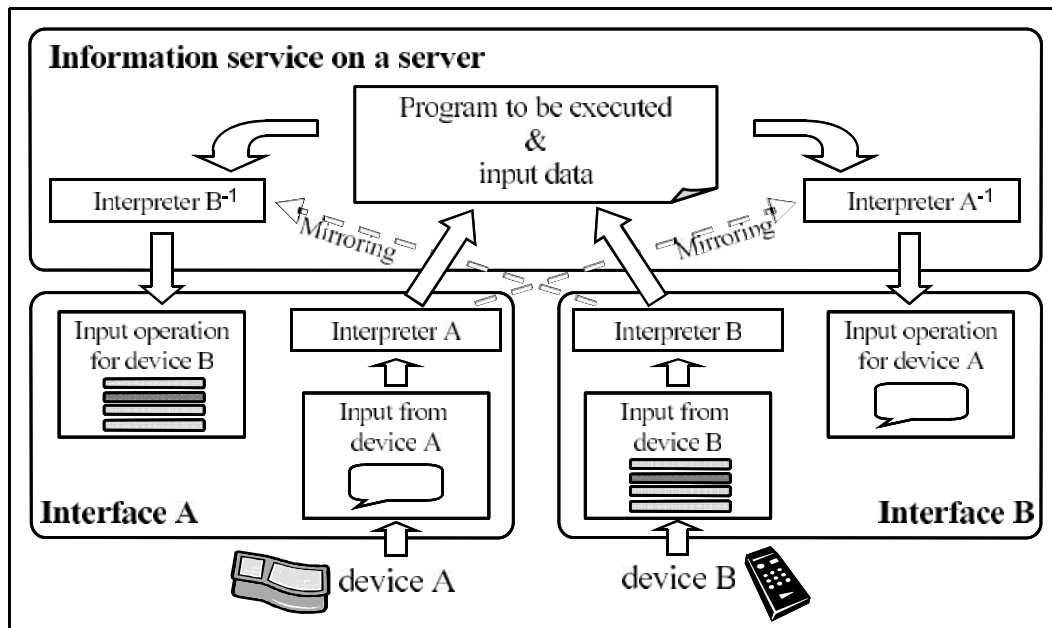 Information service on a server
Program to be executed
&
input data
Interpreter B-1
Interpreter A-1
Mirroring
Mirroring
Input operation
for device B
Interpreter A
Interpreter B
Input operation
for device A
Input from
device A
Input from
device B
Interface A
Interface B
device A
device B